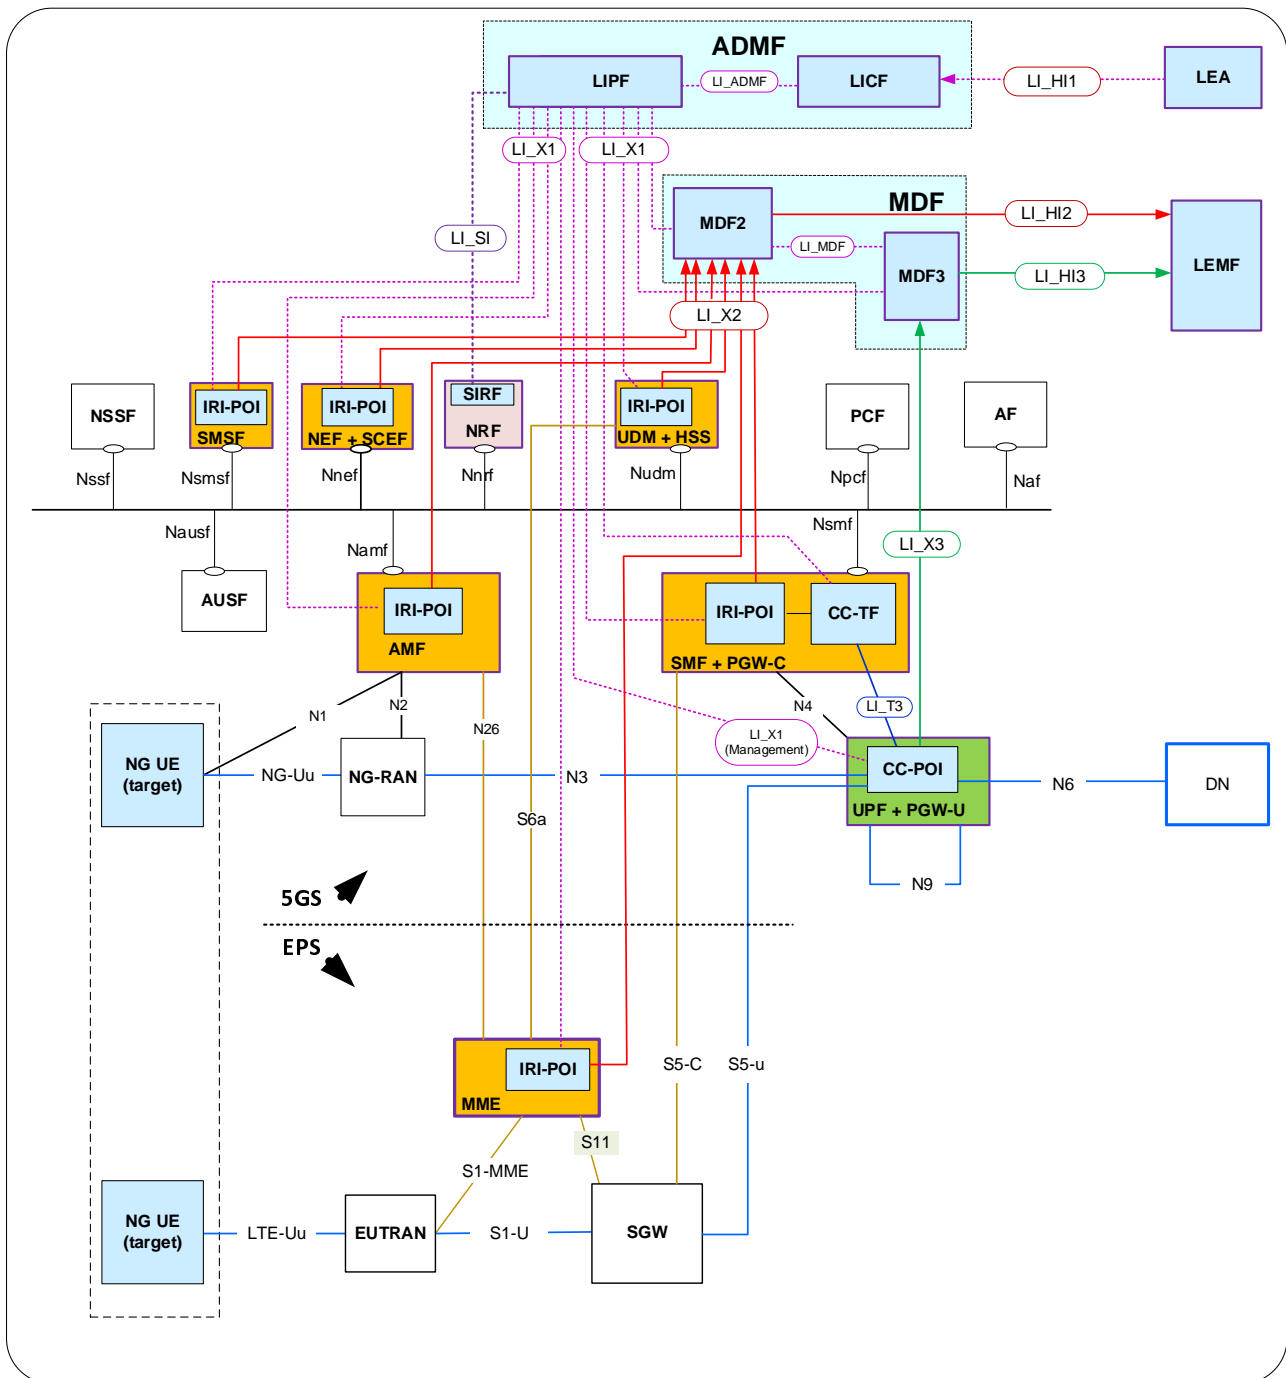 ADMF
LIPF
LI_ADMF
LICF
LI_HI1
LEA
LI_X1
LI_X1
MDF
MDF2
LI_HI2
LI_SI
LI_MDF
LEMF
MDF3
LI_HI3
LI_X2
NSSF
IRI-POI
SMSF
IRI-POI
NEF + SCEF
SIRF
NRF
IRI-POI
UDM + HSS
PCF
AF
Nssf
Nsmsf
Nnef
Nnrf
Nudm
Npcf
Naf
Nausf
Namf
Nsmf
LI_X3
AUSF
IRI-POI
AMF
IRI-POI
CC-TF
SMF + PGW-C
N1
N2
N26
N4
LI_T3
LI_X1
(Management)
NG UE
(target)
NG-Uu
NG-RAN
N3
CC-POI
UPF + PGW-U
N6
DN
S6a
N9
5GS
EPS
IRI-POI
MME
S5-C
S5-u
S11
S1-MME
NG UE
(target)
LTE-Uu
EUTRAN
S1-U
SGW